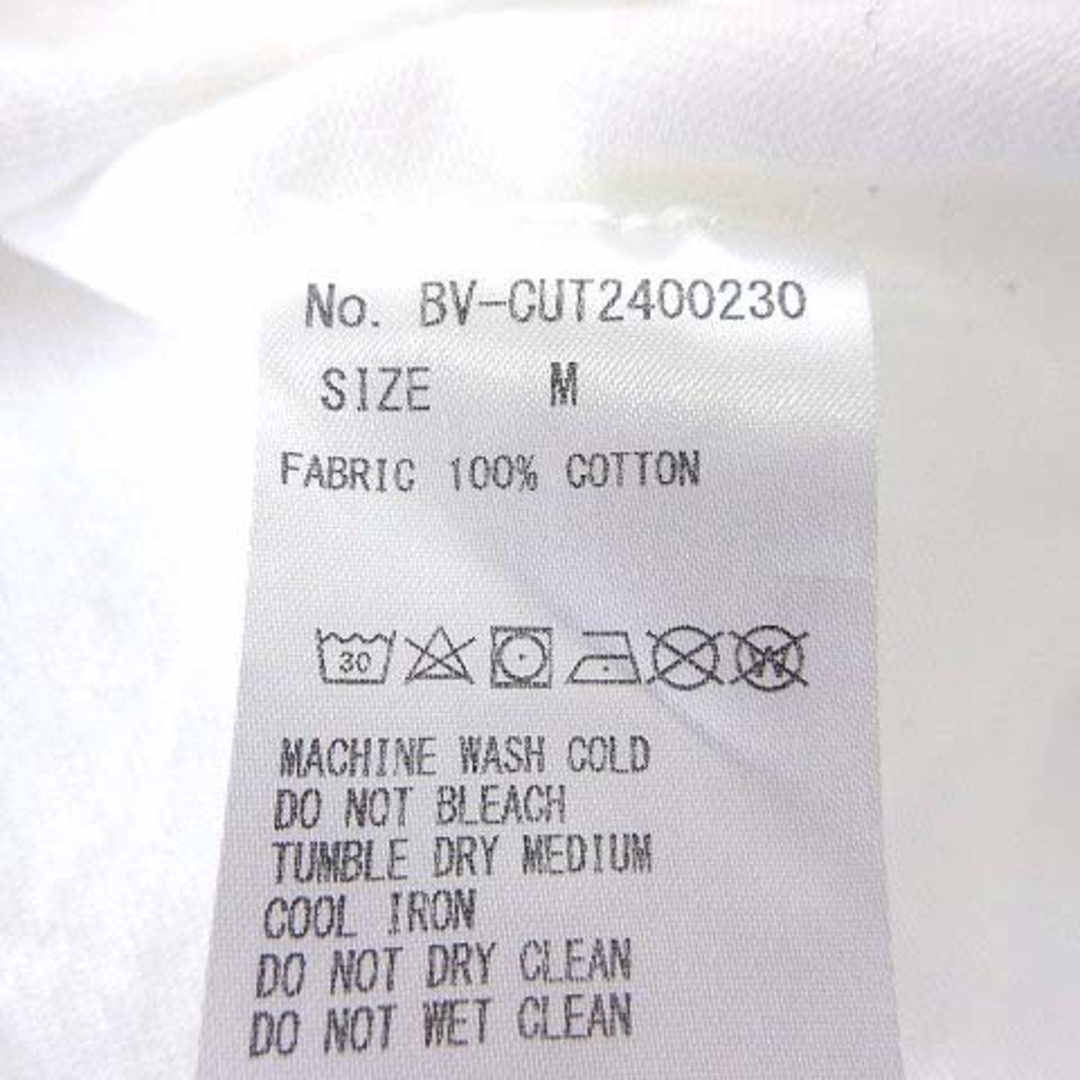 No. BV-CUT2400230
SIZE M
FABRIC 100% COTTON
30 W
MACHINE WASH COLD
DO NOT BLEACH
TUMBLE DRY MEDIUM
COOL IRON
DO NOT DRY CLEAN
DO NOT WET CLEAN